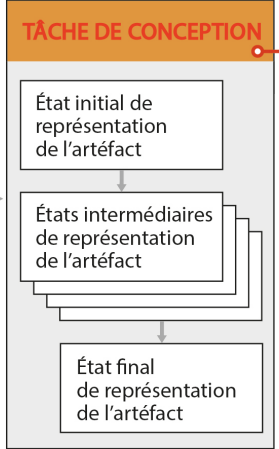 TÂCHE DE CONCEPTION
État initial de
représentation
de l'artéfact
États intermédiaires
de représentation
de l'artéfact
État final
de représentation
de l'artéfact